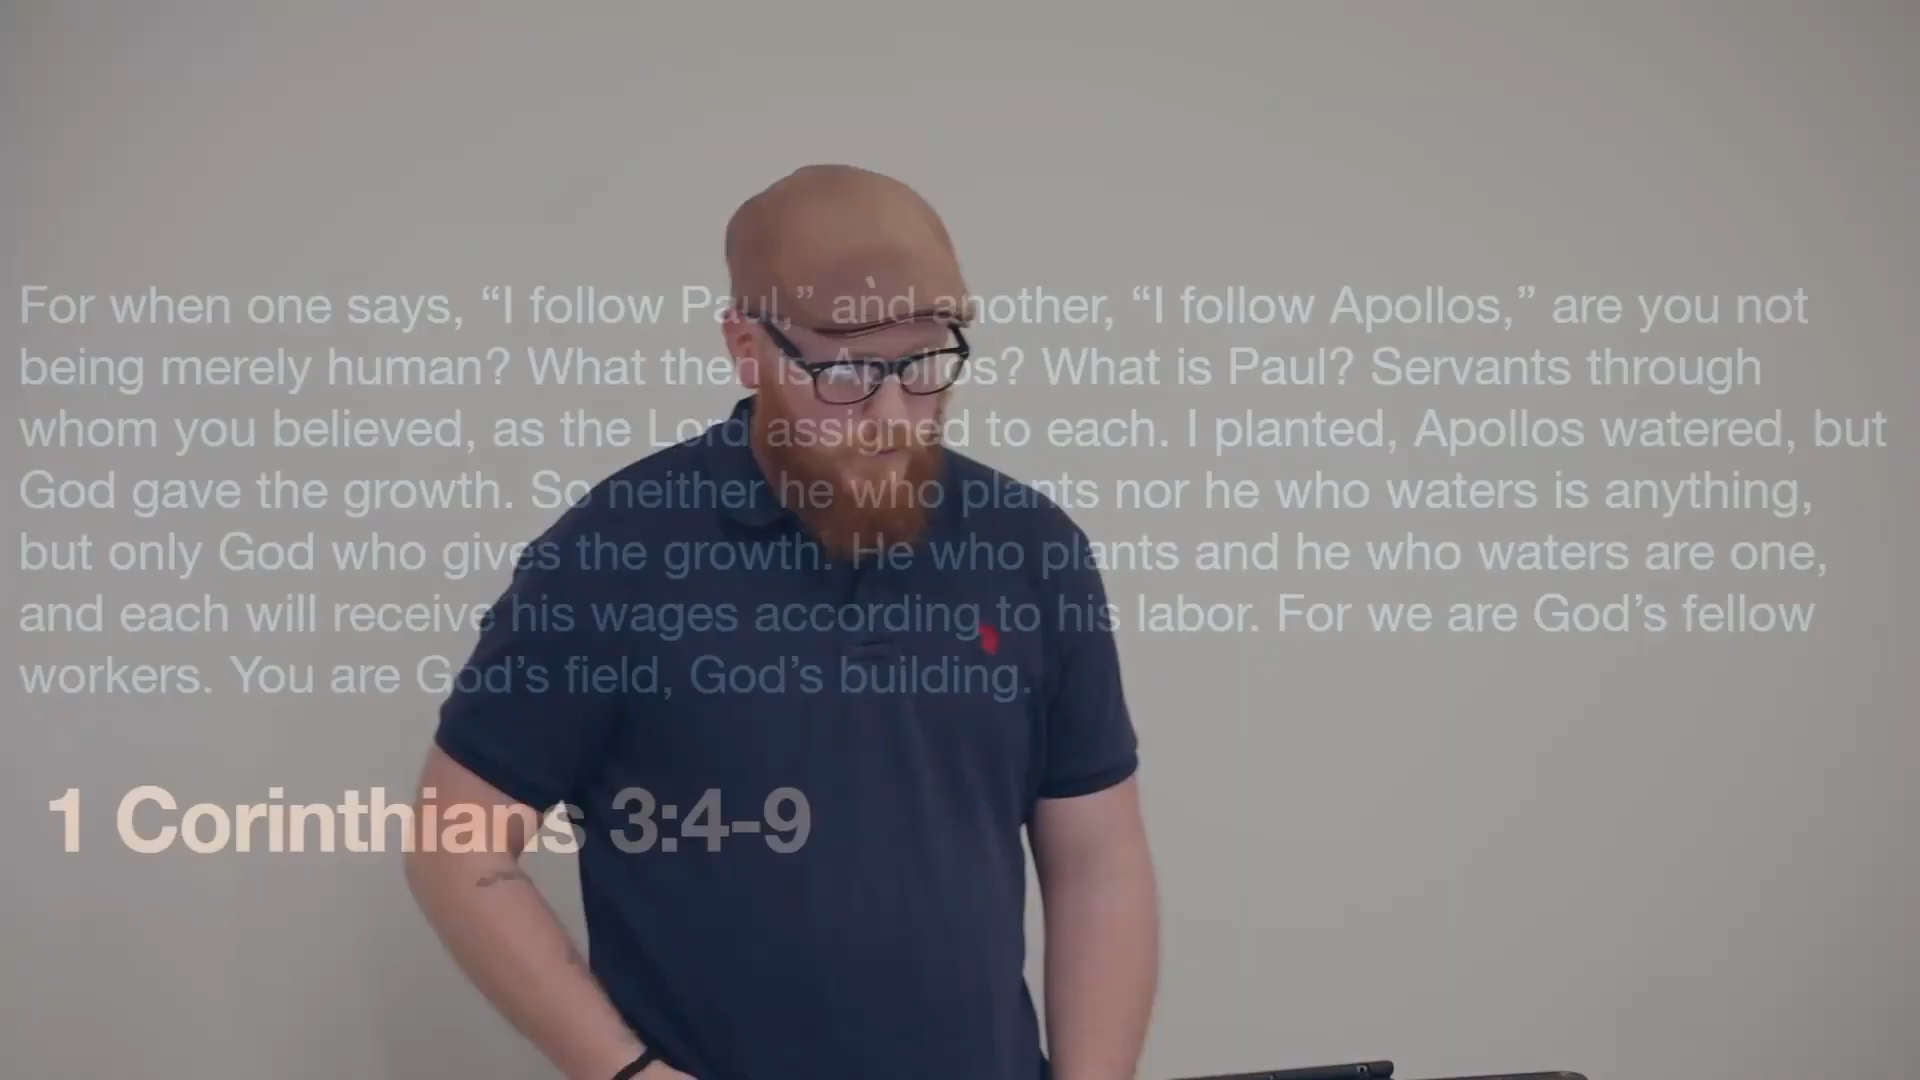 For when one says, “I follow Paul,” and another, “I follow Apollos,” are you not
being merely human? What then is Apollos? What is Paul? Servants through
whom you believed, as the Lord assigned to each. I planted, Apollos watered, but
God gave the growth. So neither he who plants nor he who waters is anything,
but only God who gives the growth. He who plants and he who waters are one,
and each will receive his wages according to his labor. For we are God’s fellow
workers. You are God’s field, God’s building.
1 Corinthians 3:4-9